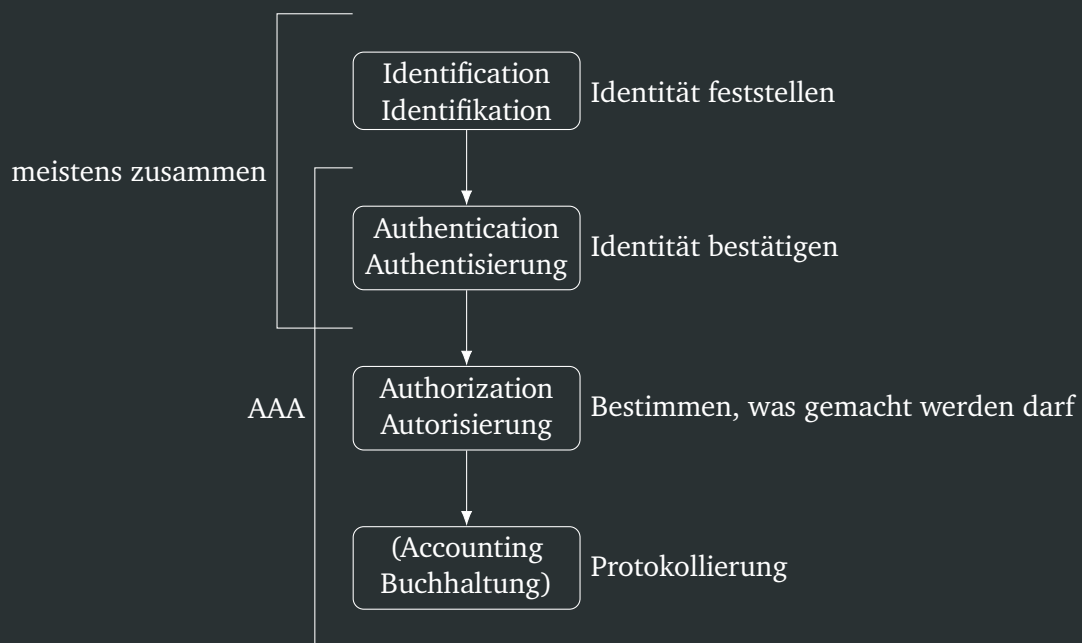 Identification
Identifikation
Identität feststellen
meistens zusammen
Authentication
Authentisierung
Identität bestätigen
Authorization
Autorisierung
AAA
Bestimmen, was gemacht werden darf
(Accounting
Buchhaltung)
Protokollierung